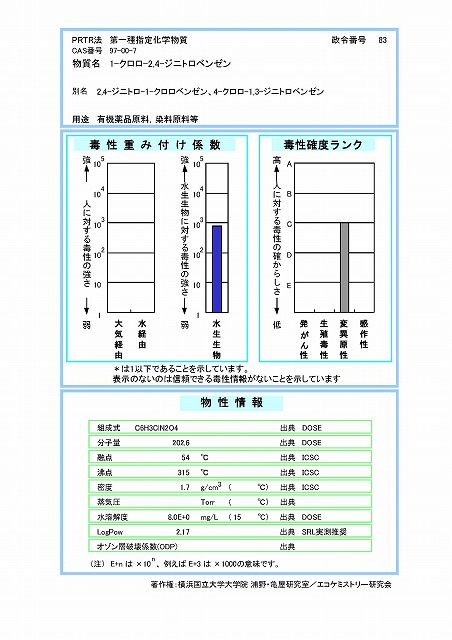 PRTR法 第一種指定化学物質 政令番号 83
CAS番号 97-00-7
物質名 1-クロロ-2,4-ジニトロベンゼン
別名 2,4-ジニトロ-1-クロロベンゼン、4-クロロ-1,3-ジニトロベンゼン
用途 有機薬品原料，染料原料等
毒性重み付け係数
強 人に対する毒性の強さ 弱
10^5
10^4
10^3
10^2
10
1
大気経由 水経由
強 水生生物に対する毒性の強さ 弱
10^5
10^4
10^3
10^2
10
1
水生生物
毒性確度ランク
高 人に対する毒性の確からしさ 低
A
B
C
D
E
発がん性 生殖毒性 変異原性 感作性
＊は1以下であることを示しています。
表示のないのは信頼できる毒性情報がないことを示しています
物性情報
組成式 C6H3ClN2O4 出典 DOSE
分子量 202.6 出典 DOSE
融点 54 ℃ 出典 ICSC
沸点 315 ℃ 出典 ICSC
密度 1.7 g/cm3 ( ℃) 出典 ICSC
蒸気圧 Torr ( ℃) 出典
水溶解度 8.0E+0 mg/L (15 ℃) 出典 DOSE
LogPow 2.17 出典 SRL実測推奨
オゾン層破壊係数(ODP) 出典
（注） E+n は ×10^n、例えば E+3 は ×1000の意味です。
著作権：横浜国立大学大学院 浦野・亀屋研究室／エコケミストリー研究会